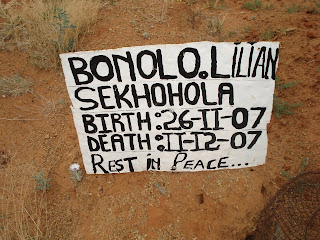 BONOLO.LILIAN
SEKHOHOLA
BIRTH:26-11-07
DEATH:11-12-07
REST IN PEACE...